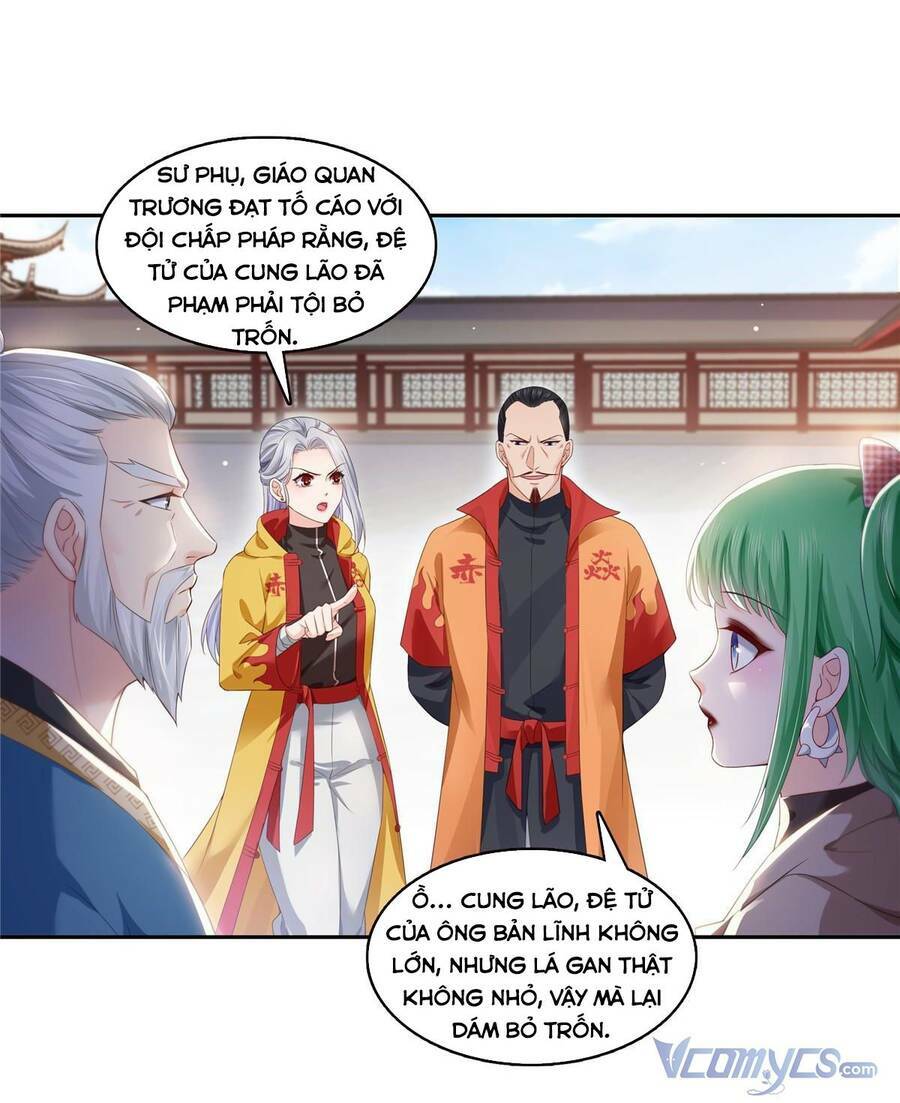 SƯ PHỤ, GIÁO QUAN
TRƯƠNG ĐẠT TỐ CÁO VỚI
ĐỘI CHẤP PHÁP RẰNG, ĐỆ
TỬ CỦA CUNG LÃO ĐÃ
PHẠM PHẢI TỘI BỎ
TRỐN.
赤 焱
Ồ... CUNG LÃO, ĐỆ TỬ
CỦA ÔNG BẢN LĨNH KHÔNG
LỚN, NHƯNG LÁ GAN THẬT
KHÔNG NHỎ, VẬY MÀ LẠI
DÁM BỎ TRỐN.
VCOMYCS.com